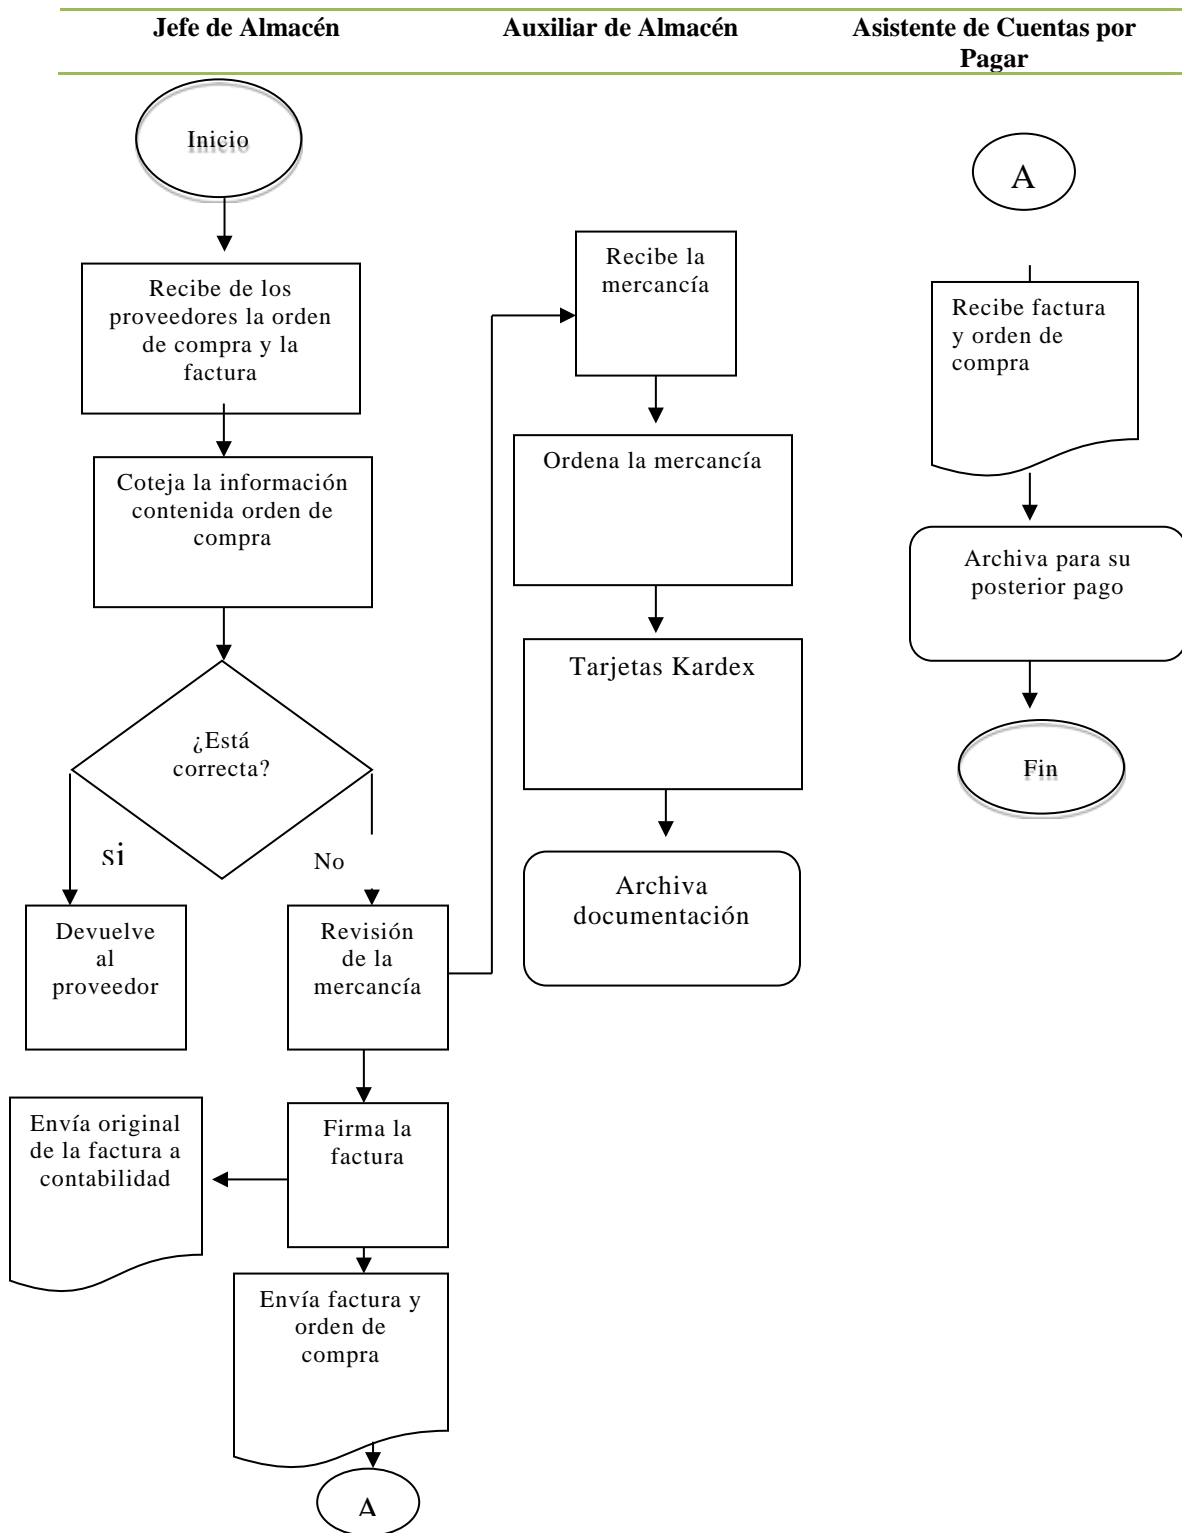 Jefe de Almacén
Auxiliar de Almacén
Asistente de Cuentas por
Pagar
Inicio
Recibe de los
proveedores la orden
de compra y la
factura
Coteja la información
contenida orden de
compra
¿Está
correcta?
si
No
Devuelve
al
proveedor
Revisión
de la
mercancía
Envía original
de la factura a
contabilidad
Firma la
factura
Envía factura y
orden de
compra
A
Recibe la
mercancía
Ordena la mercancía
Tarjetas Kardex
Archiva
documentación
A
Recibe factura
y orden de
compra
Archiva para su
posterior pago
Fin